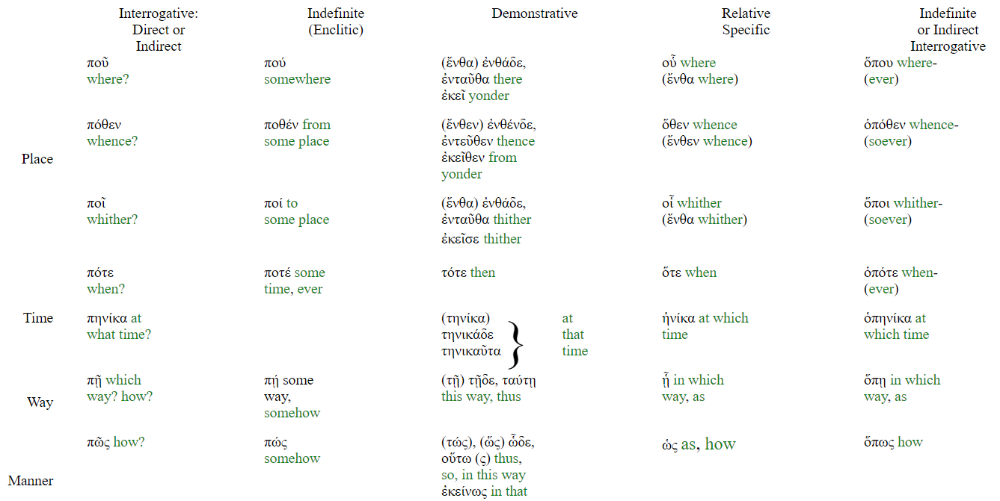 Interrogative: Indefinite Demonstrative Relative Indefinite
Direct or (Enclitic) Specific or Indirect
Indirect Interrogative
ποῦ πού (ἔνθα) ἐνθάδε, οὗ where ὅπου where-
where? somewhere ἐνταῦθα there (ἔνθα where) (ever)
ἐκεῖ yonder
πόθεν ποθέν from (ἔνθεν) ἐνθένδε, ὅθεν whence ὁπόθεν whence-
whence? some place ἐντεῦθεν thence (ἔνθεν whence) (soever)
Place ἐκεῖθεν from
yonder
ποῖ ποί to (ἔνθα) ἐνθάδε, οἷ whither ὅποι whither-
whither? some place ἐνταῦθα thither (ἔνθα whither) (soever)
ἐκεῖσε thither
πότε ποτέ some τότε then ὅτε when ὁπότε when-
when? time, ever (ever)
Time πηνίκα at (τηνίκα) at ἡνίκα at which ὁπηνίκα at
what time? τηνικάδε that time which time
τηνικαῦτα time
πῇ which πή some (τῇ) τῇδε, ταύτῃ ᾗ in which ὅπῃ in which
Way way? how? way, this way, thus way, as way, as
somehow
πῶς how? πώς (τώς), (ὥς) ὧδε, ὡς as, how ὅπως how
somehow οὕτω (ς) thus,
Manner so, in this way
ἐκείνως in that